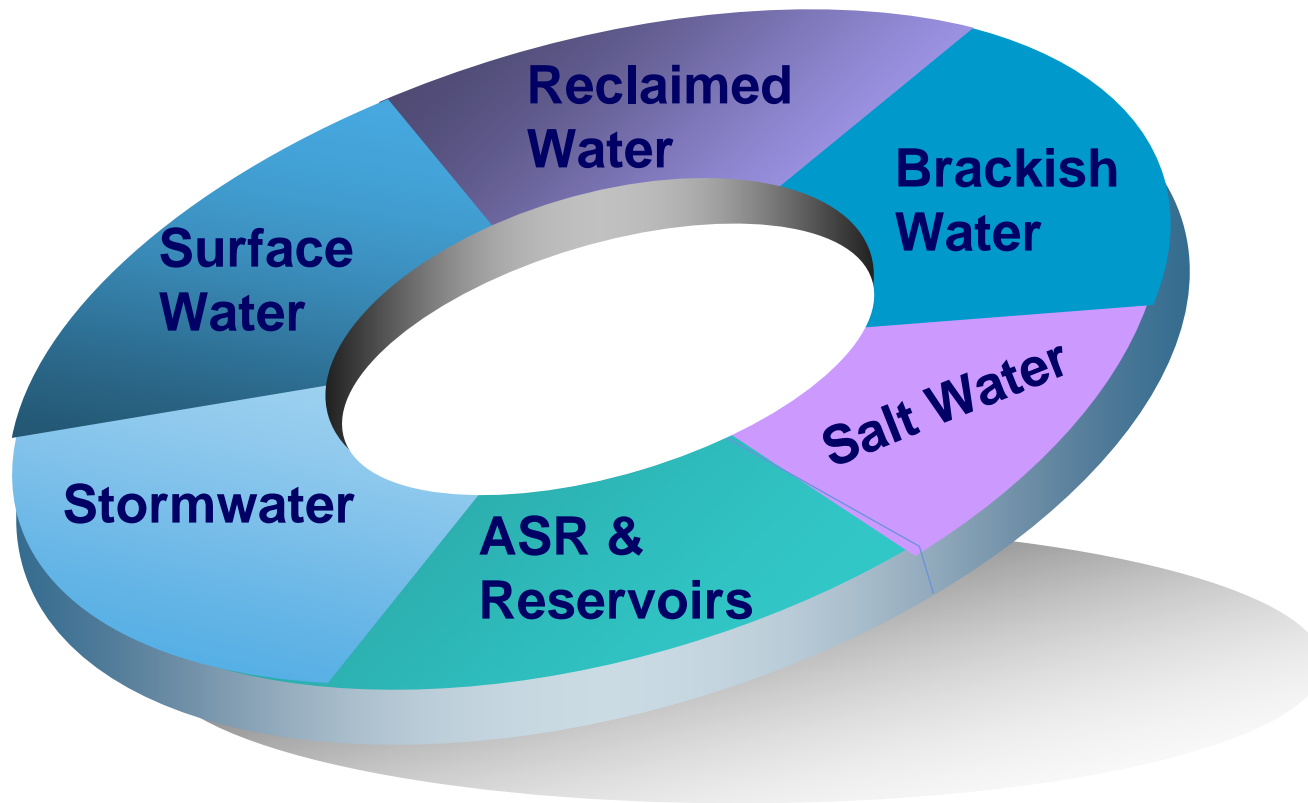 Reclaimed
Water
Brackish
Water
Surface
Water
Salt Water
Stormwater
ASR &
Reservoirs